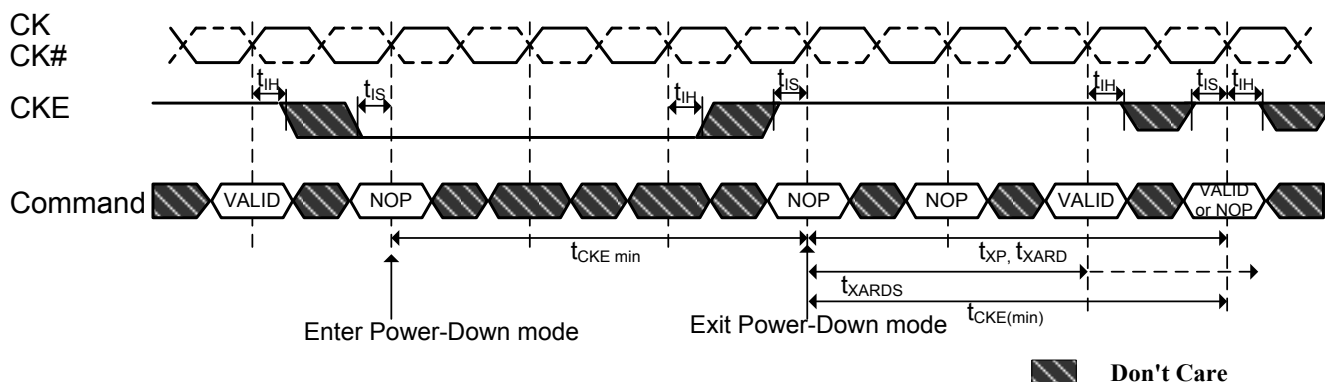 CK
CK#
tIH
tIS
tIH
tIS
tIH
tIS
tIH
CKE
Command
VALID
NOP
NOP
NOP
VALID
VALID
or NOP
tCKE min
tXP, tXARD
tXARDS
tCKE(min)
Enter Power-Down mode
Exit Power-Down mode
Don't Care